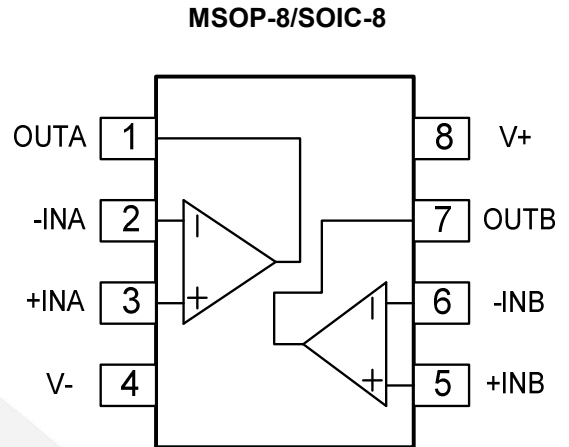 MSOP-8/SOIC-8
OUTA 1 8 V+
-INA 2 7 OUTB
+INA 3 6 -INB
V- 4 5 +INB